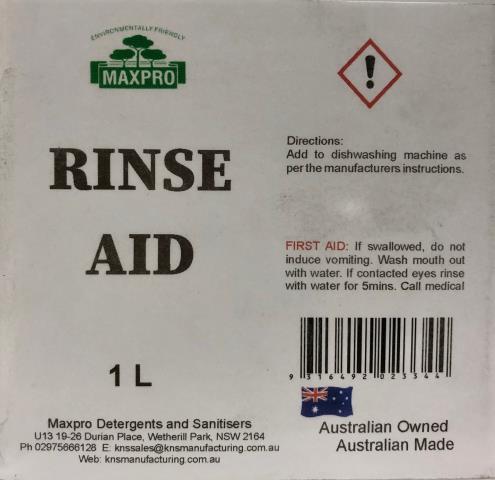 ENVIRONMENTALLY FRIENDLY
MAXPRO
RINSE
AID
1 L
Maxpro Detergents and Sanitisers
U13 19-26 Durian Place, Wetherill Park, NSW 2164
Ph 02975666128 E: knssales@knsmanufacturing.com.au
Web: knsmanufacturing.com.au
!
Directions:
Add to dishwashing machine as
per the manufacturers instructions.
FIRST AID: If swallowed, do not
induce vomiting. Wash mouth out
with water. If contacted eyes rinse
with water for 5mins. Call medical
9 316492 023344
Australian Owned
Australian Made